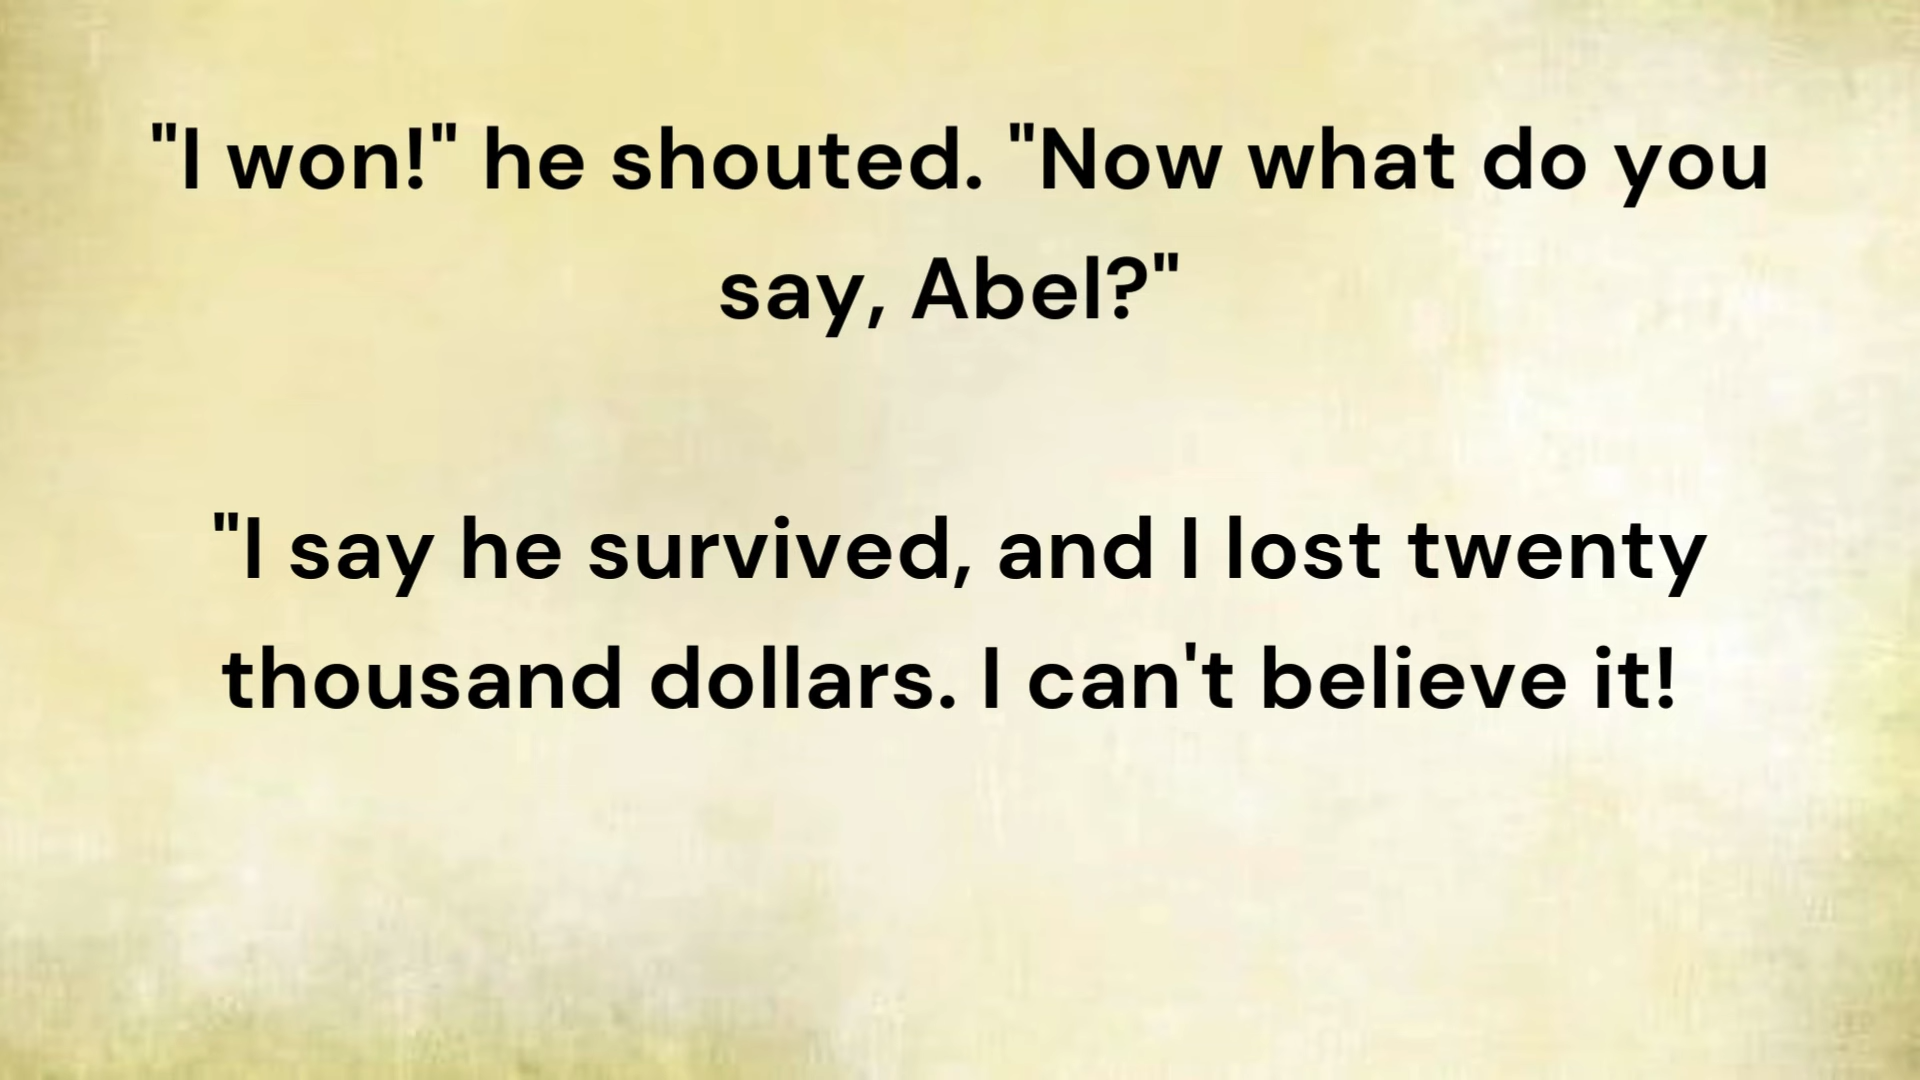 "I won!" he shouted. "Now what do you
say, Abel?"
"I say he survived, and I lost twenty
thousand dollars. I can't believe it!